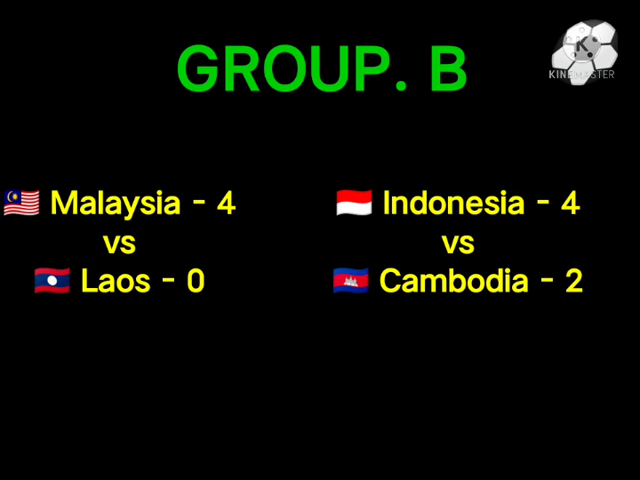 GROUP. B
K
KINEMASTER
🇲🇾 Malaysia - 4
vs
🇱🇦 Laos - 0
🇮🇩 Indonesia - 4
vs
🇰🇭 Cambodia - 2